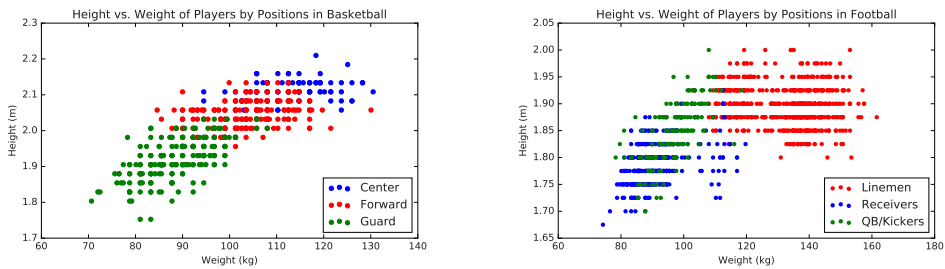 Height vs. Weight of Players by Positions in Basketball
2.3
2.2
2.1
2.0
1.9
1.8
1.7
Height (m)
60 70 80 90 100 110 120 130 140
Weight (kg)
Center
Forward
Guard
Height vs. Weight of Players by Positions in Football
2.05
2.00
1.95
1.90
1.85
1.80
1.75
1.70
1.65
Height (m)
60 80 100 120 140 160 180
Weight (kg)
Linemen
Receivers
QB/Kickers